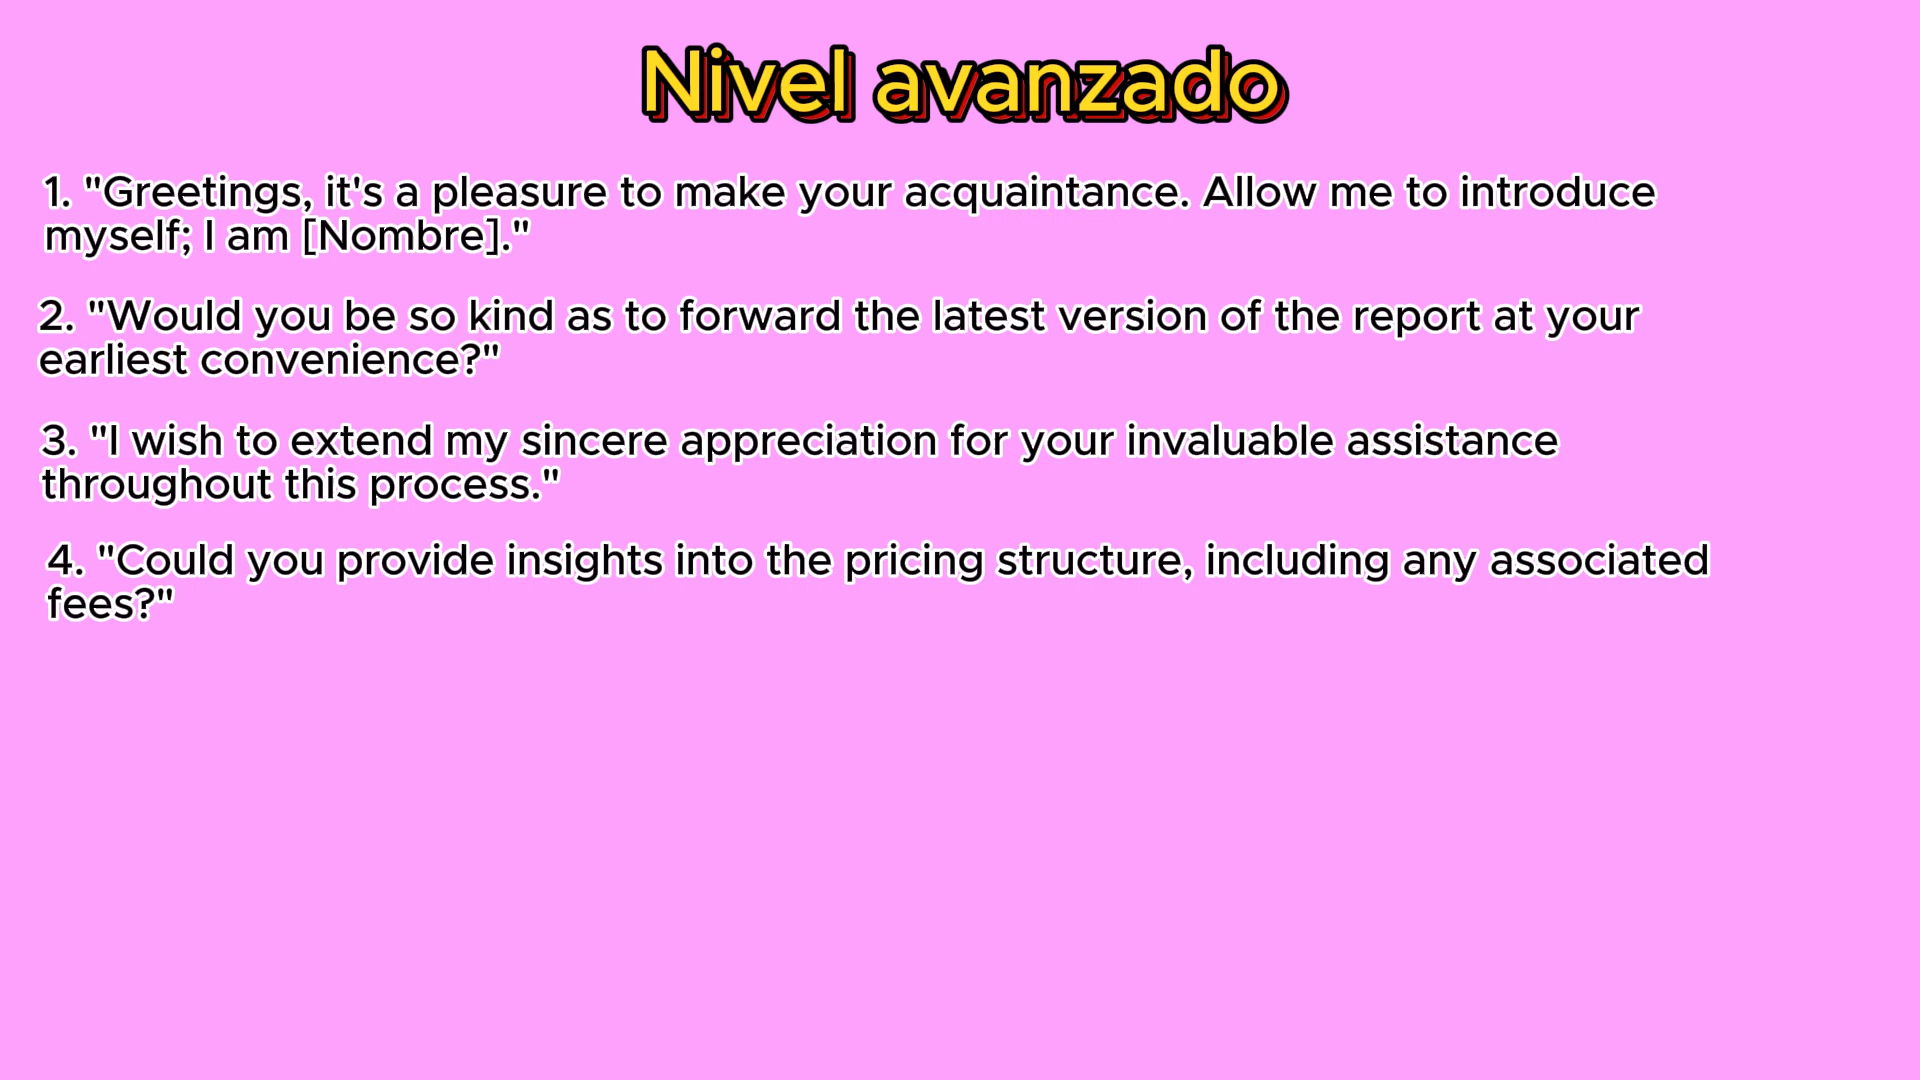 Nivel avanzado
1. "Greetings, it's a pleasure to make your acquaintance. Allow me to introduce
myself; I am [Nombre]."
2. "Would you be so kind as to forward the latest version of the report at your
earliest convenience?"
3. "I wish to extend my sincere appreciation for your invaluable assistance
throughout this process."
4. "Could you provide insights into the pricing structure, including any associated
fees?"